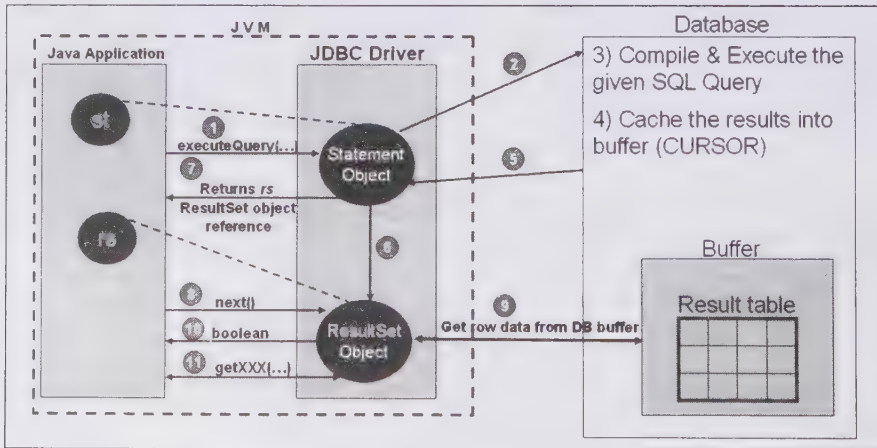 J V M
Java Application
JDBC Driver
Database
st
1
executeQuery(...)
7
Returns rs
ResultSet object
reference
Statement
Object
2
3) Compile & Execute the
given SQL Query
4) Cache the results into
buffer (CURSOR)
5
6
rs
8
next()
10
boolean
11
getXXX(...)
ResultSet
Object
9
Get row data from DB buffer
Buffer
Result table